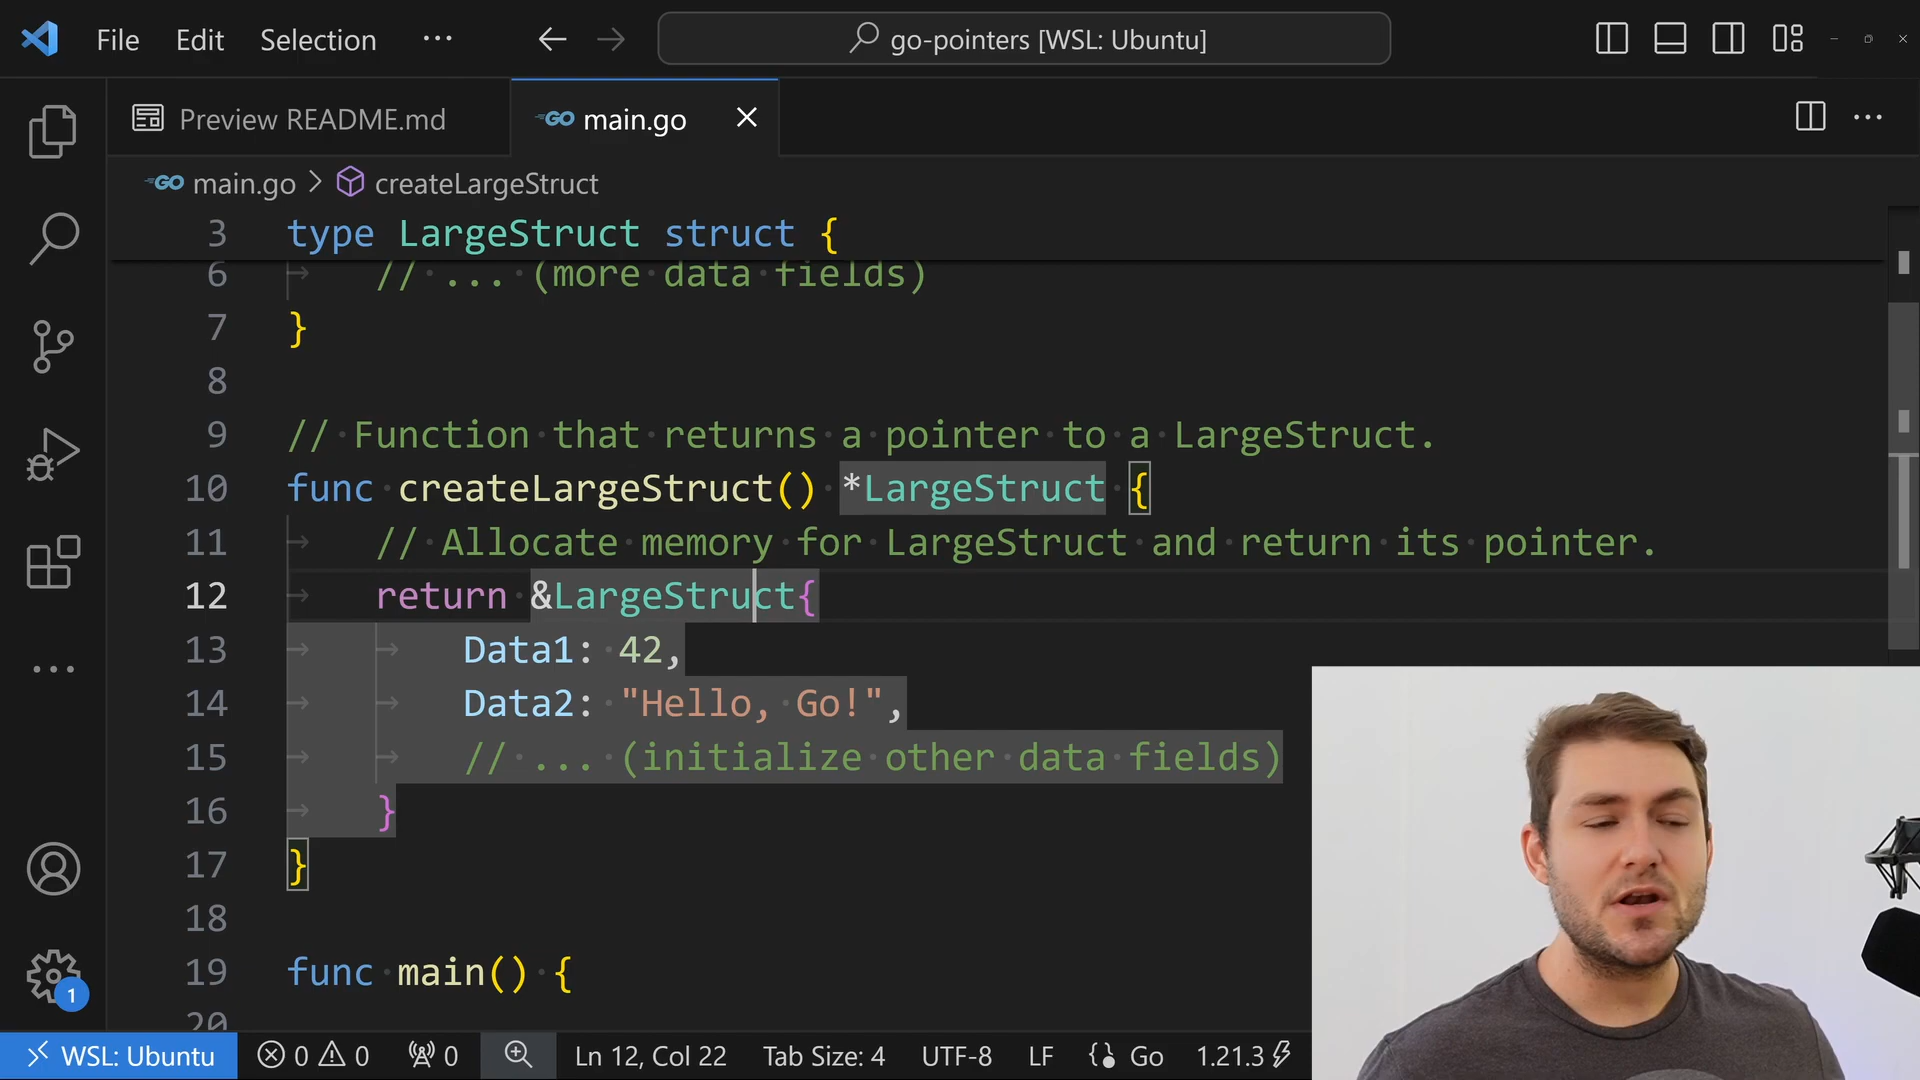 File Edit Selection ··· go-pointers [WSL: Ubuntu]
Preview README.md GO main.go
GO main.go > createLargeStruct
3 type LargeStruct struct {
6 // ... (more data fields)
7 }
8
9 // Function that returns a pointer to a LargeStruct.
10 func createLargeStruct() *LargeStruct {
11 // Allocate memory for LargeStruct and return its pointer.
12 return &LargeStruct{
13 Data1: 42,
14 Data2: "Hello, Go!",
15 // ... (initialize other data fields)
16 }
17 }
18
19 func main() {
20
1
WSL: Ubuntu 0 0 0 Ln 12, Col 22 Tab Size: 4 UTF-8 LF Go 1.21.3